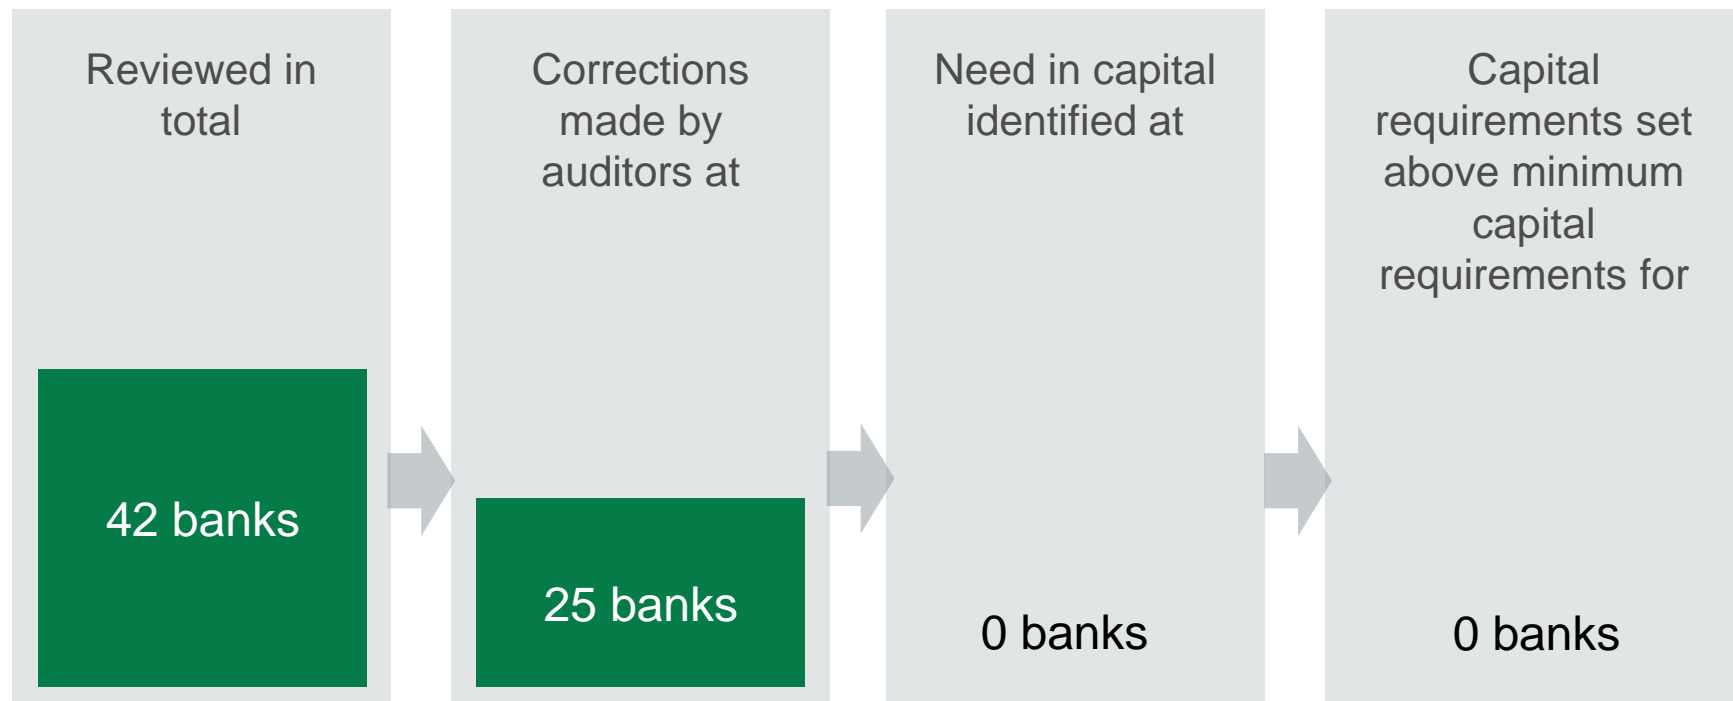 Reviewed in
total
42 banks
Corrections
made by
auditors at
25 banks
Need in capital
identified at
0 banks
Capital
requirements set
above minimum
capital
requirements for
0 banks